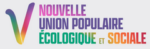 NOUVELLE
UNION POPULAIRE
ÉCOLOGIQUE ET SOCIALE